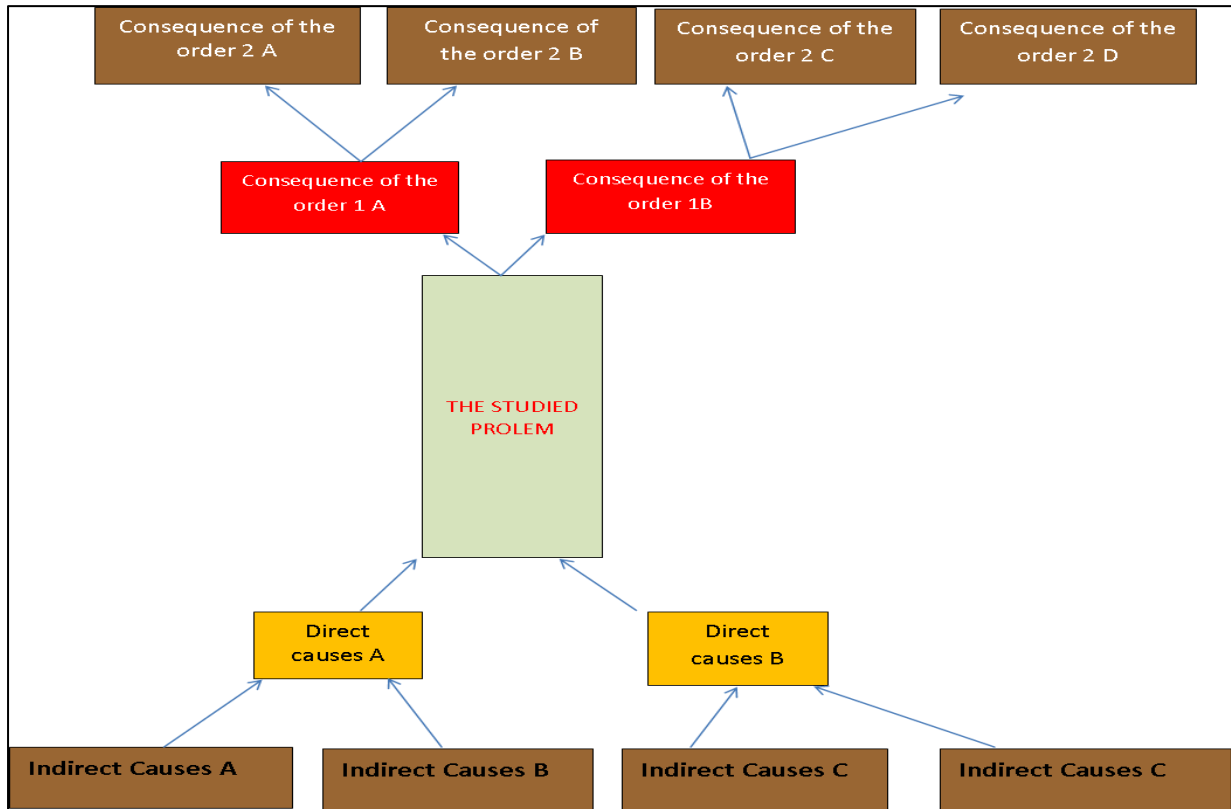 Consequence of the
order 2 A
Consequence of
the order 2 B
Consequence of the
order 2 C
Consequence of the
order 2 D
Consequence of the
order 1 A
Consequence of the
order 1B
THE STUDIED
PROLEM
Direct
causes A
Direct
causes B
Indirect Causes A
Indirect Causes B
Indirect Causes C
Indirect Causes C